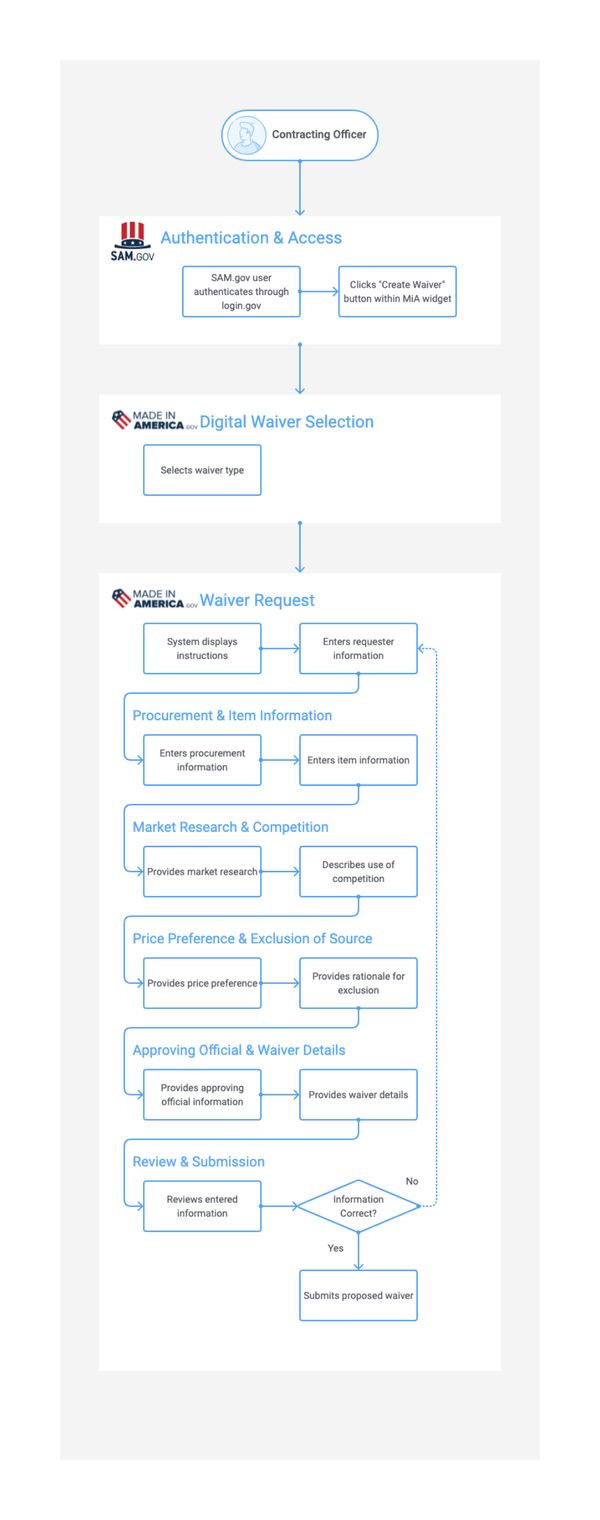 Contracting Officer
SAM.GOV
Authentication & Access
SAM.gov user
authenticates through
login.gov
Clicks "Create Waiver"
button within MiA widget
MADE IN
AMERICA.GOV
Digital Waiver Selection
Selects waiver type
MADE IN
AMERICA.GOV
Waiver Request
System displays
instructions
Enters requester
information
Procurement & Item Information
Enters procurement
information
Enters item information
Market Research & Competition
Provides market research
Describes use of
competition
Price Preference & Exclusion of Source
Provides price preference
Provides rationale for
exclusion
Approving Official & Waiver Details
Provides approving
official information
Provides waiver details
Review & Submission
Reviews entered
information
Information
Correct?
No
Yes
Submits proposed waiver